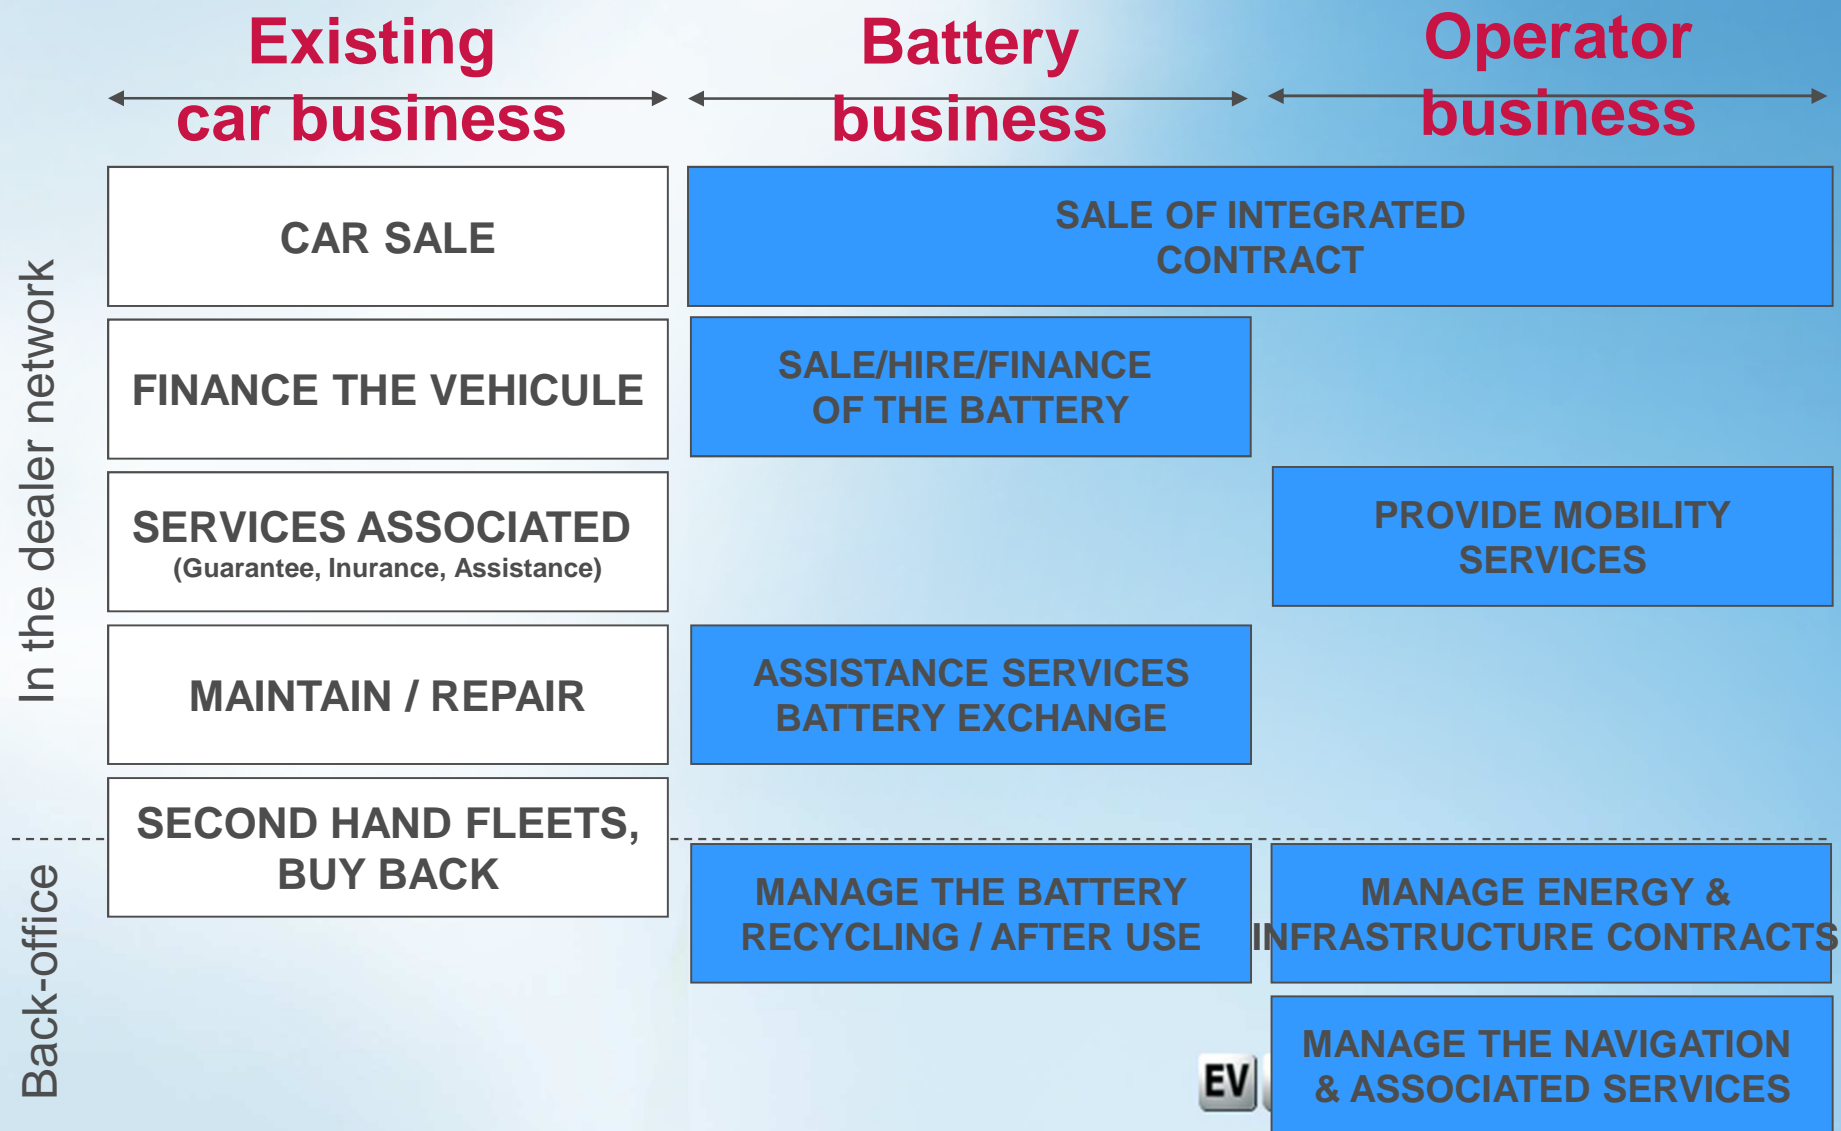 Existing
car business
Battery
business
Operator
business
In the dealer network
CAR SALE
SALE OF INTEGRATED
CONTRACT
FINANCE THE VEHICULE
SALE/HIRE/FINANCE
OF THE BATTERY
SERVICES ASSOCIATED
(Guarantee, Inurance, Assistance)
PROVIDE MOBILITY
SERVICES
MAINTAIN / REPAIR
ASSISTANCE SERVICES
BATTERY EXCHANGE
SECOND HAND FLEETS,
BUY BACK
Back-office
MANAGE THE BATTERY
RECYCLING / AFTER USE
MANAGE ENERGY &
INFRASTRUCTURE CONTRACTS
MANAGE THE NAVIGATION
& ASSOCIATED SERVICES
EV